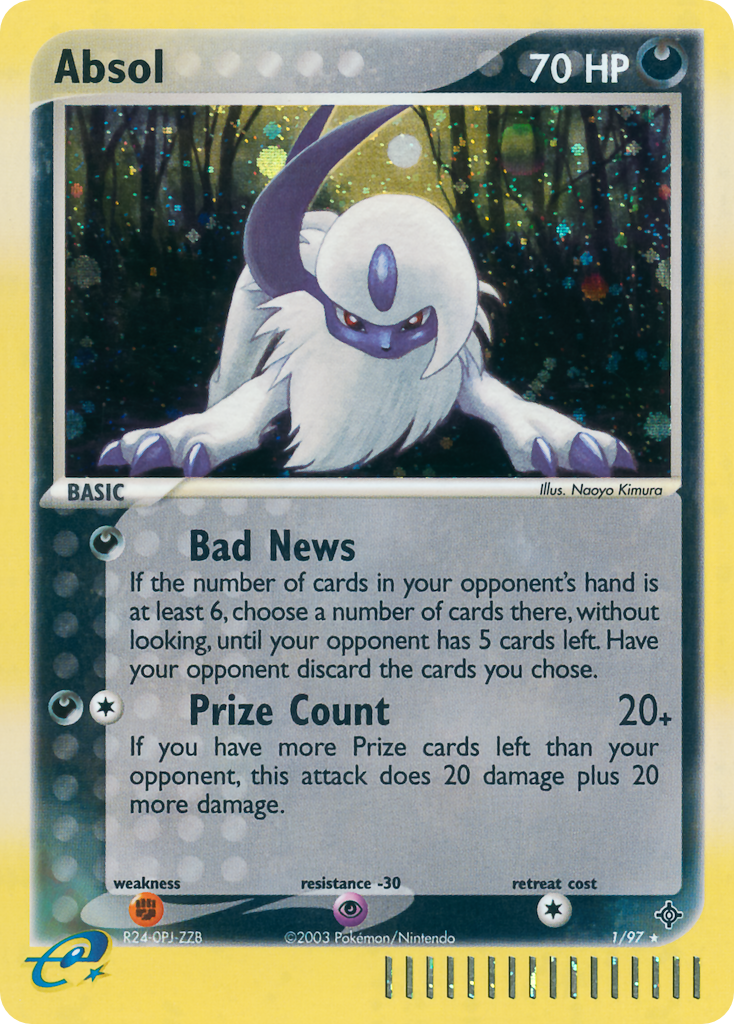 Absol
70 HP
BASIC
Illus. Naoyo Kimura
Bad News
If the number of cards in your opponent's hand is
at least 6, choose a number of cards there, without
looking, until your opponent has 5 cards left. Have
your opponent discard the cards you chose.
Prize Count 20+
If you have more Prize cards left than your
opponent, this attack does 20 damage plus 20
more damage.
weakness resistance -30 retreat cost
R24-0PJ-ZZB ©2003 Pokémon/Nintendo 1/97 ★
e